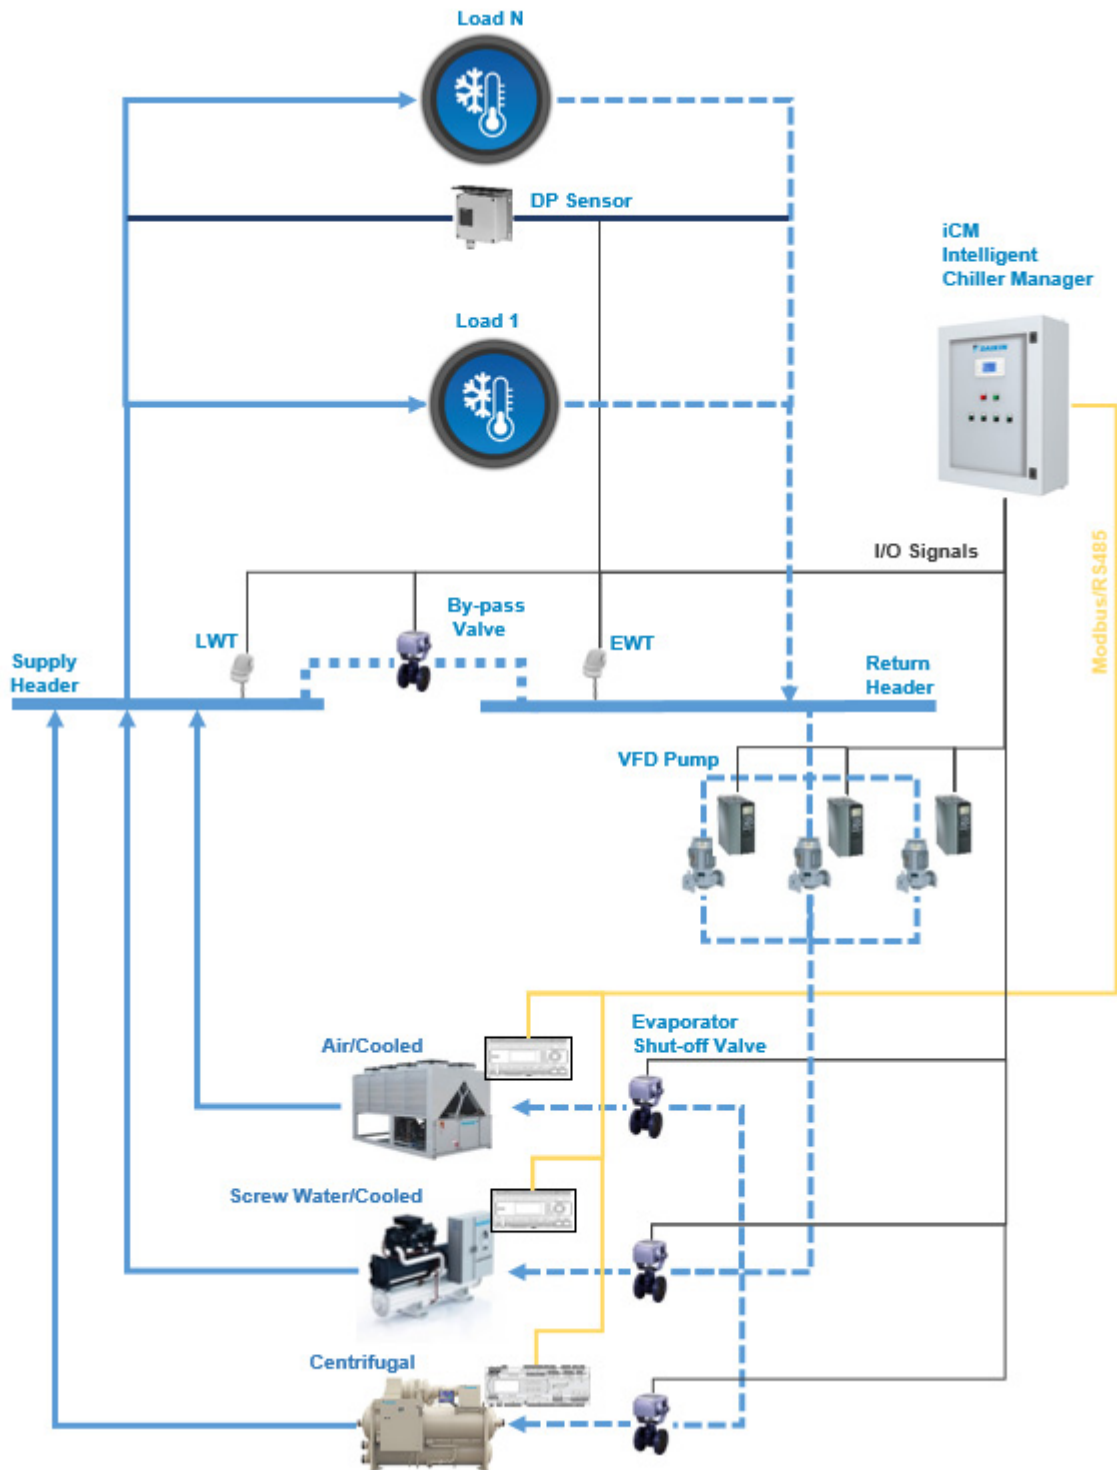 Load N
DP Sensor
iCM
Intelligent
Chiller Manager
Load 1
DAIKIN
I/O Signals
Modbus/RS485
By-pass
Valve
LWT
EWT
Supply
Header
Return
Header
VFD Pump
Evaporator
Shut-off Valve
Air/Cooled
Screw Water/Cooled
Centrifugal